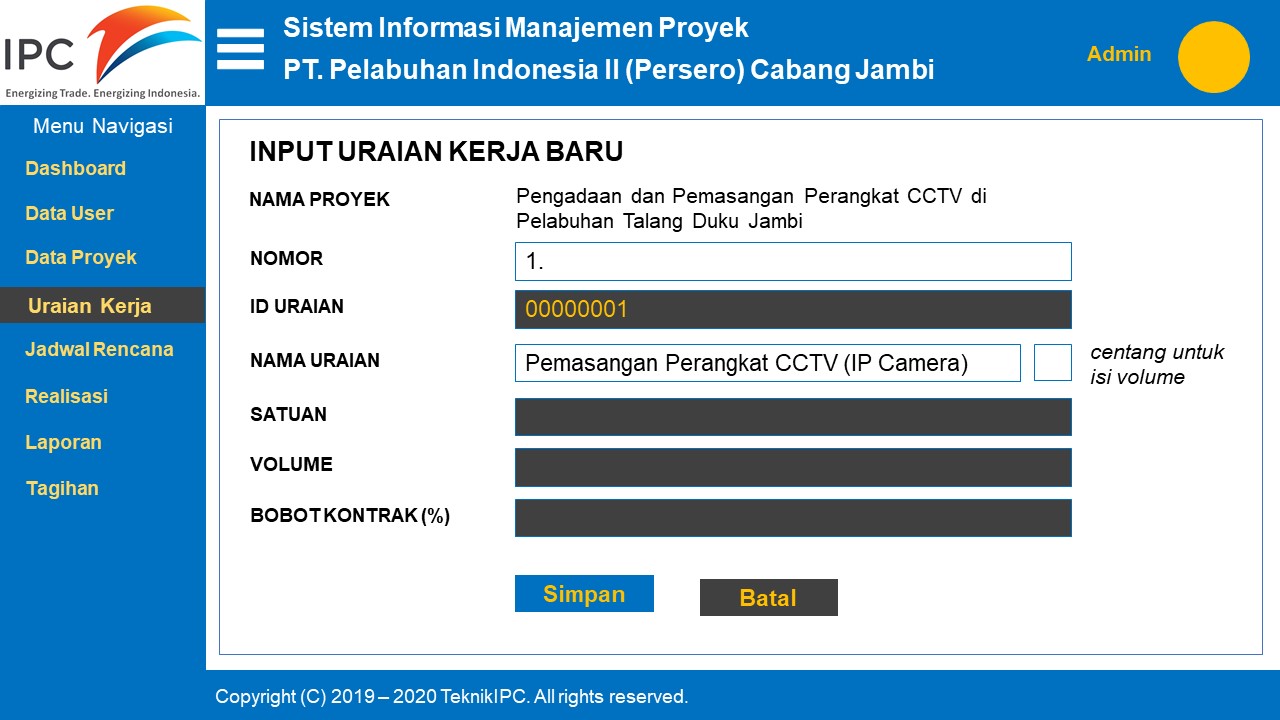 IPC
Energizing Trade. Energizing Indonesia.
Sistem Informasi Manajemen Proyek
PT. Pelabuhan Indonesia II (Persero) Cabang Jambi
Admin
Menu Navigasi
Dashboard
Data User
Data Proyek
Uraian Kerja
Jadwal Rencana
Realisasi
Laporan
Tagihan
INPUT URAIAN KERJA BARU
NAMA PROYEK
Pengadaan dan Pemasangan Perangkat CCTV di
Pelabuhan Talang Duku Jambi
NOMOR
1.
ID URAIAN
00000001
NAMA URAIAN
Pemasangan Perangkat CCTV (IP Camera)
centang untuk
isi volume
SATUAN
VOLUME
BOBOT KONTRAK (%)
Simpan
Batal
Copyright (C) 2019 – 2020 TeknikIPC. All rights reserved.